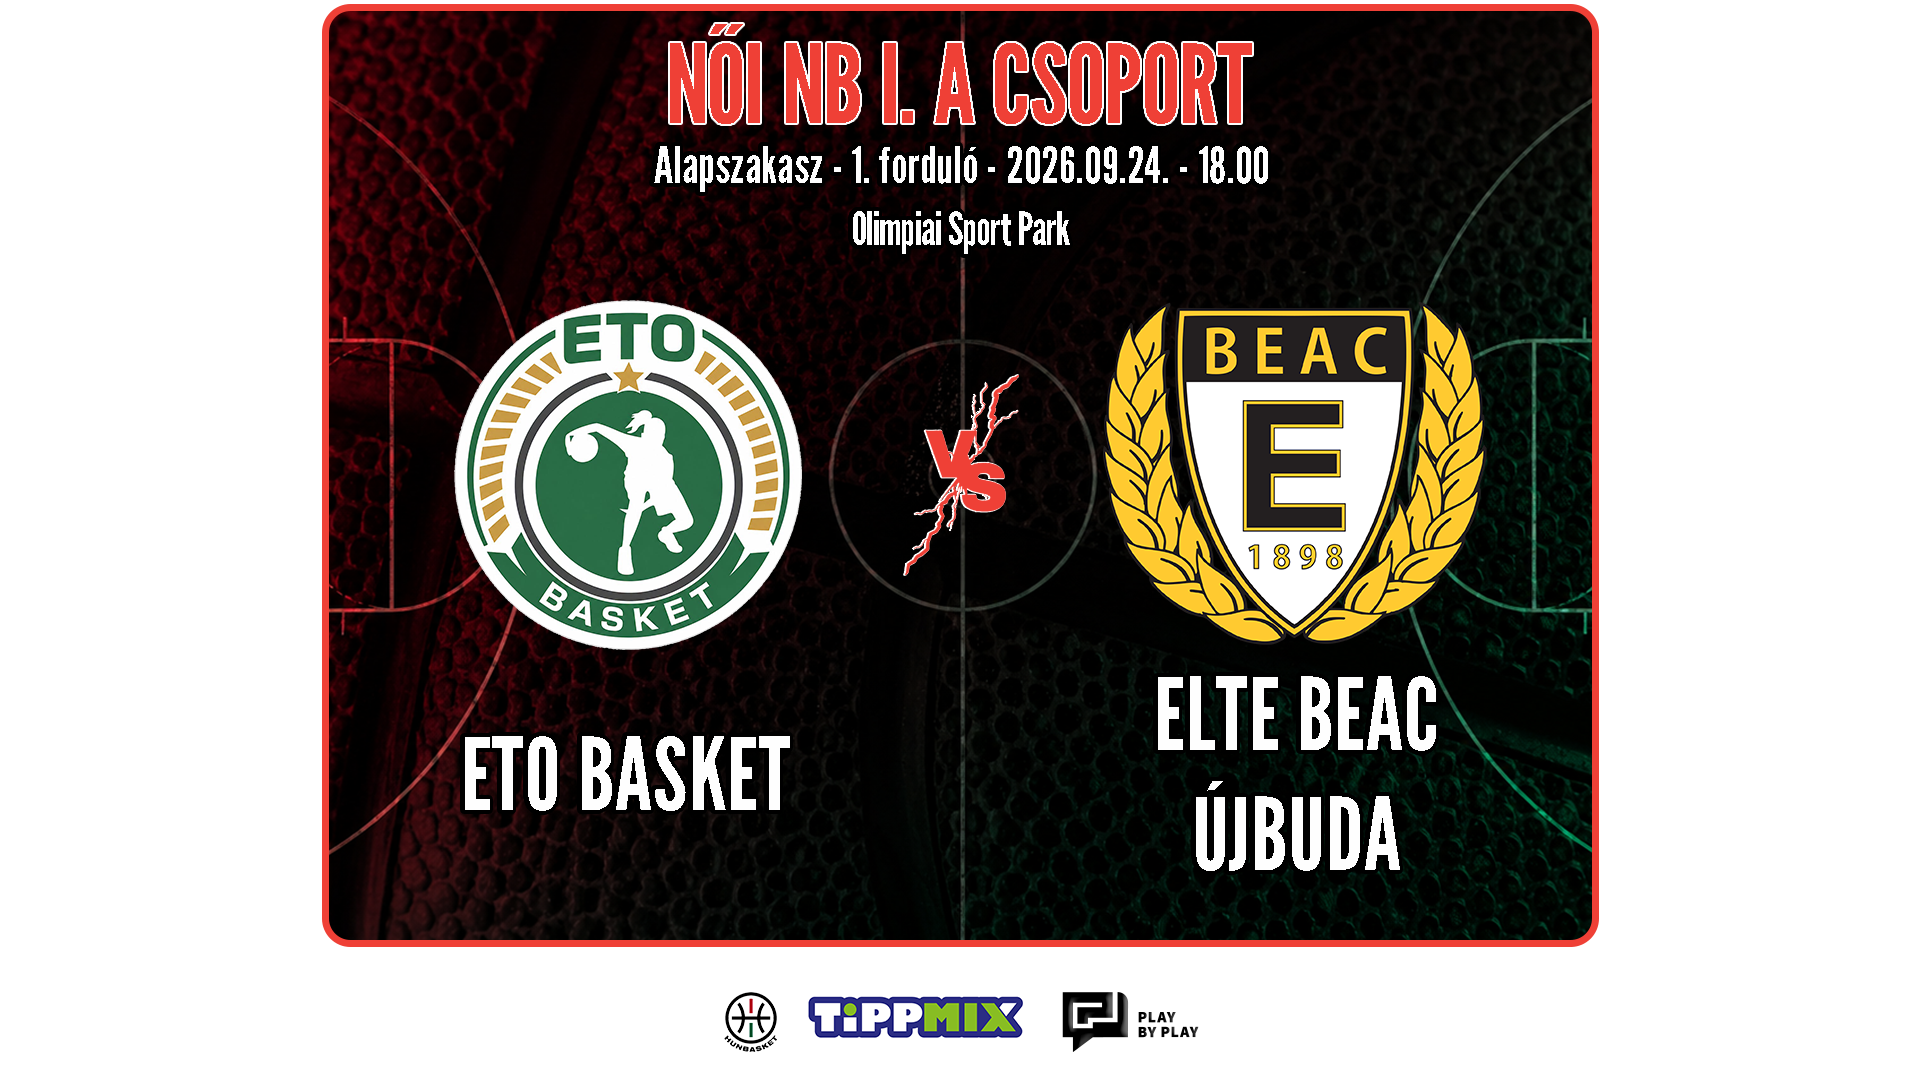 NŐI NB I. A CSOPORT
Alapszakasz - 1. forduló - 2026.09.24. - 18.00
Olimpiai Sport Park
ETO
BASKET
VS
BEAC
E
1898
ETO BASKET
ELTE BEAC
ÚJBUDA
HUNBASKET
TiPPMIX
PLAY
BY PLAY